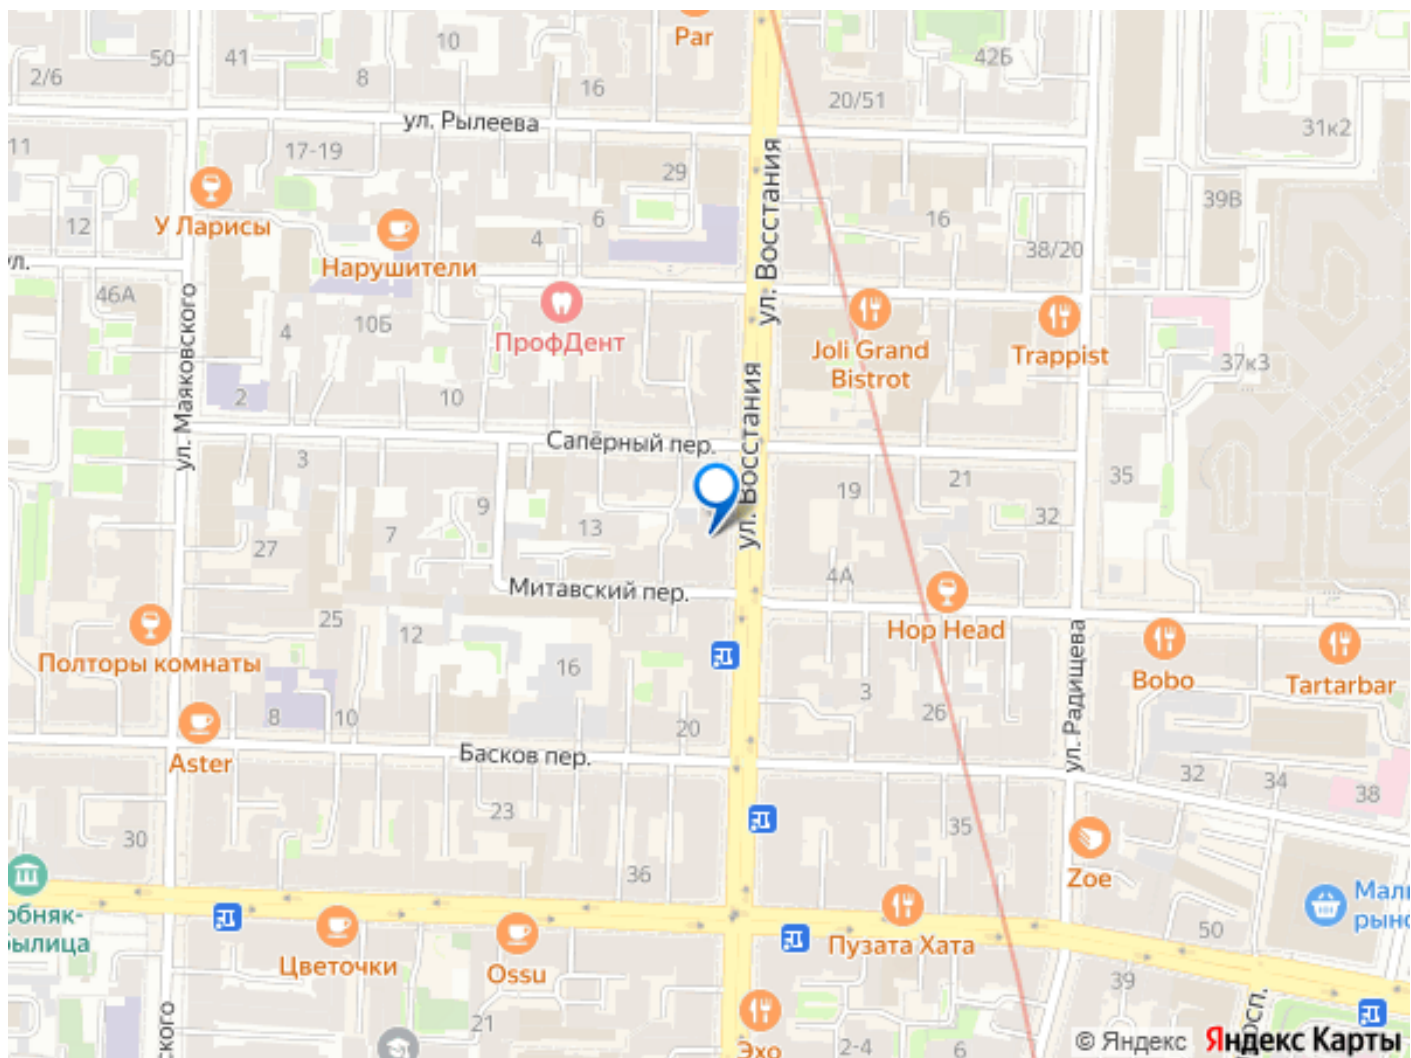 Par
50
41
10
42Б
2/6
8
16
20/51
ул. Рылеева
31к2
11
17-19
29
39В
12
У Ларисы
6
16
4
38/20
Нарушители
ул. Восстания
46А
4
10Б
ПрофДент
Joli Grand
Bistrot
Trappist
37к3
ул. Маяковского
2
10
ул. Восстания
Сапёрный пер.
3
9
7
27
13
19
21
35
32
4А
Митавский пер.
Hop Head
25
12
16
Полторы комнаты
Bobo
Tartarbar
ул. Радищева
3
26
8
10
20
Aster
Басков пер.
32
34
38
23
30
35
36
Zoe
50
Цветочки
Ossu
Пузата Хата
39
21
Эхо
2-4
6
© Яндекс
Яндекс Карты